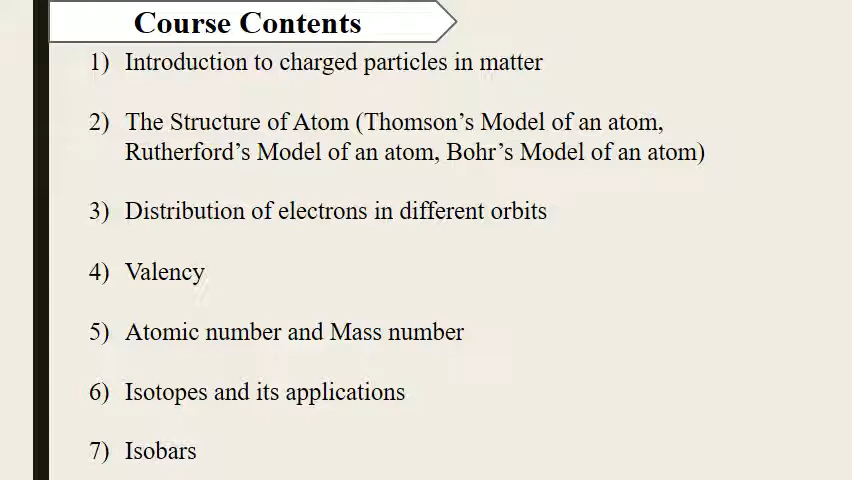 Course Contents
1) Introduction to charged particles in matter
2) The Structure of Atom (Thomson’s Model of an atom,
Rutherford’s Model of an atom, Bohr’s Model of an atom)
3) Distribution of electrons in different orbits
4) Valency
5) Atomic number and Mass number
6) Isotopes and its applications
7) Isobars